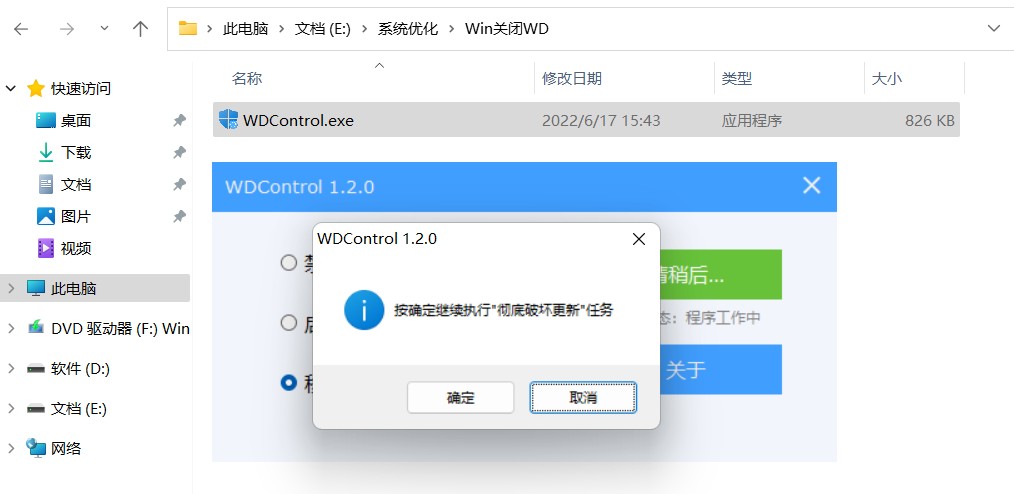 此电脑 > 文档 (E:) > 系统优化 > Win关闭WD
名称 修改日期 类型 大小
WDControl.exe 2022/6/17 15:43 应用程序 826 KB
快速访问
桌面
下载
文档
图片
视频
此电脑
DVD 驱动器 (F:) Win
软件 (D:)
文档 (E:)
网络
WDControl 1.2.0
请稍后...
态：程序工作中
关于
WDControl 1.2.0
按确定继续执行"彻底破坏更新"任务
确定
取消